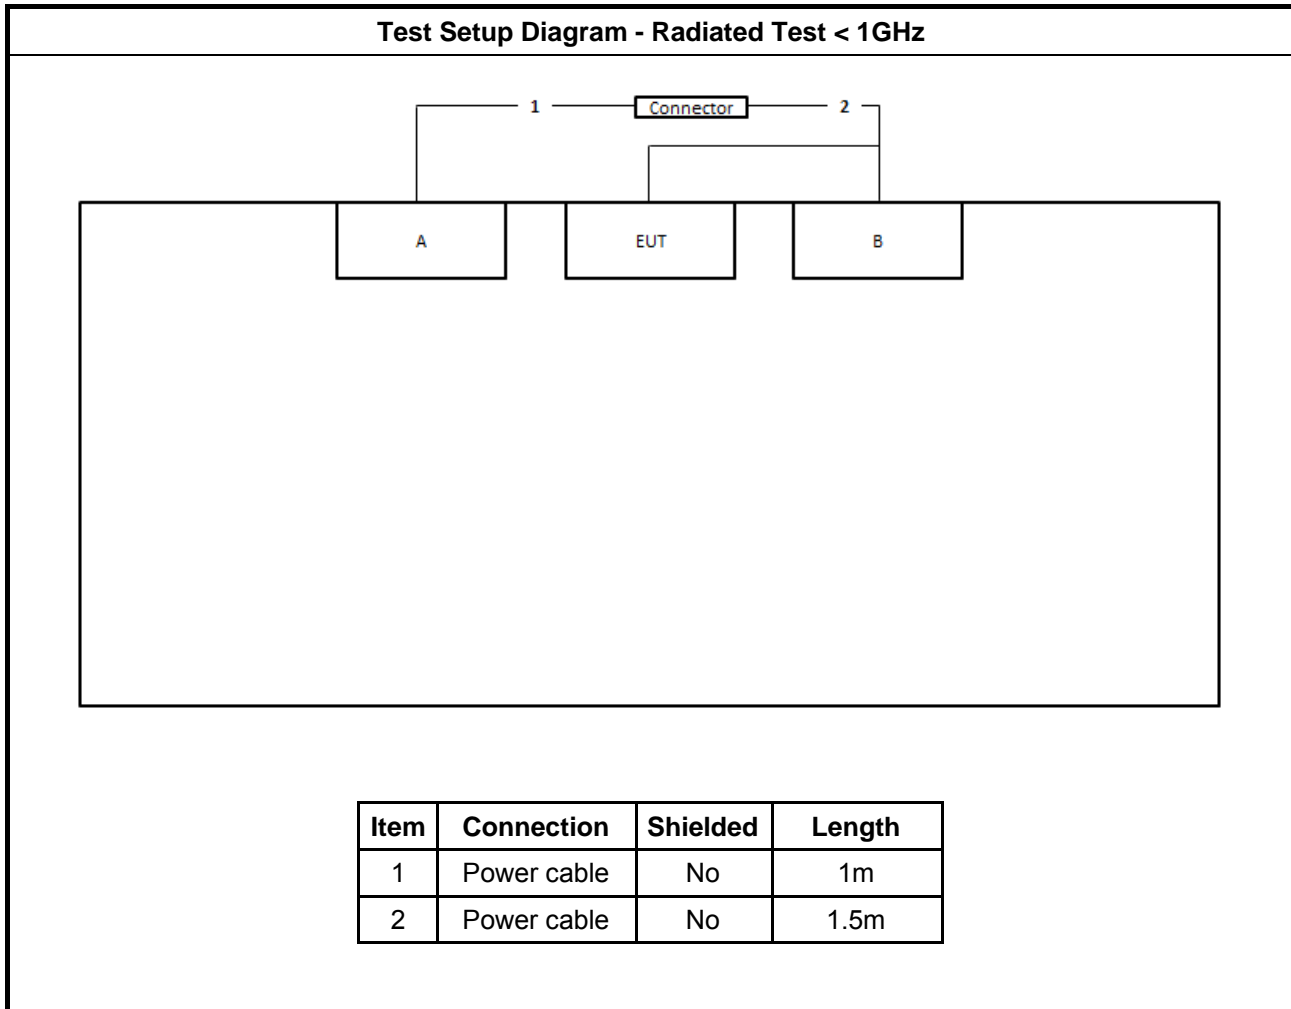 Test Setup Diagram - Radiated Test < 1GHz
1 Connector 2
A EUT B
Item Connection Shielded Length
1 Power cable No 1m
2 Power cable No 1.5m